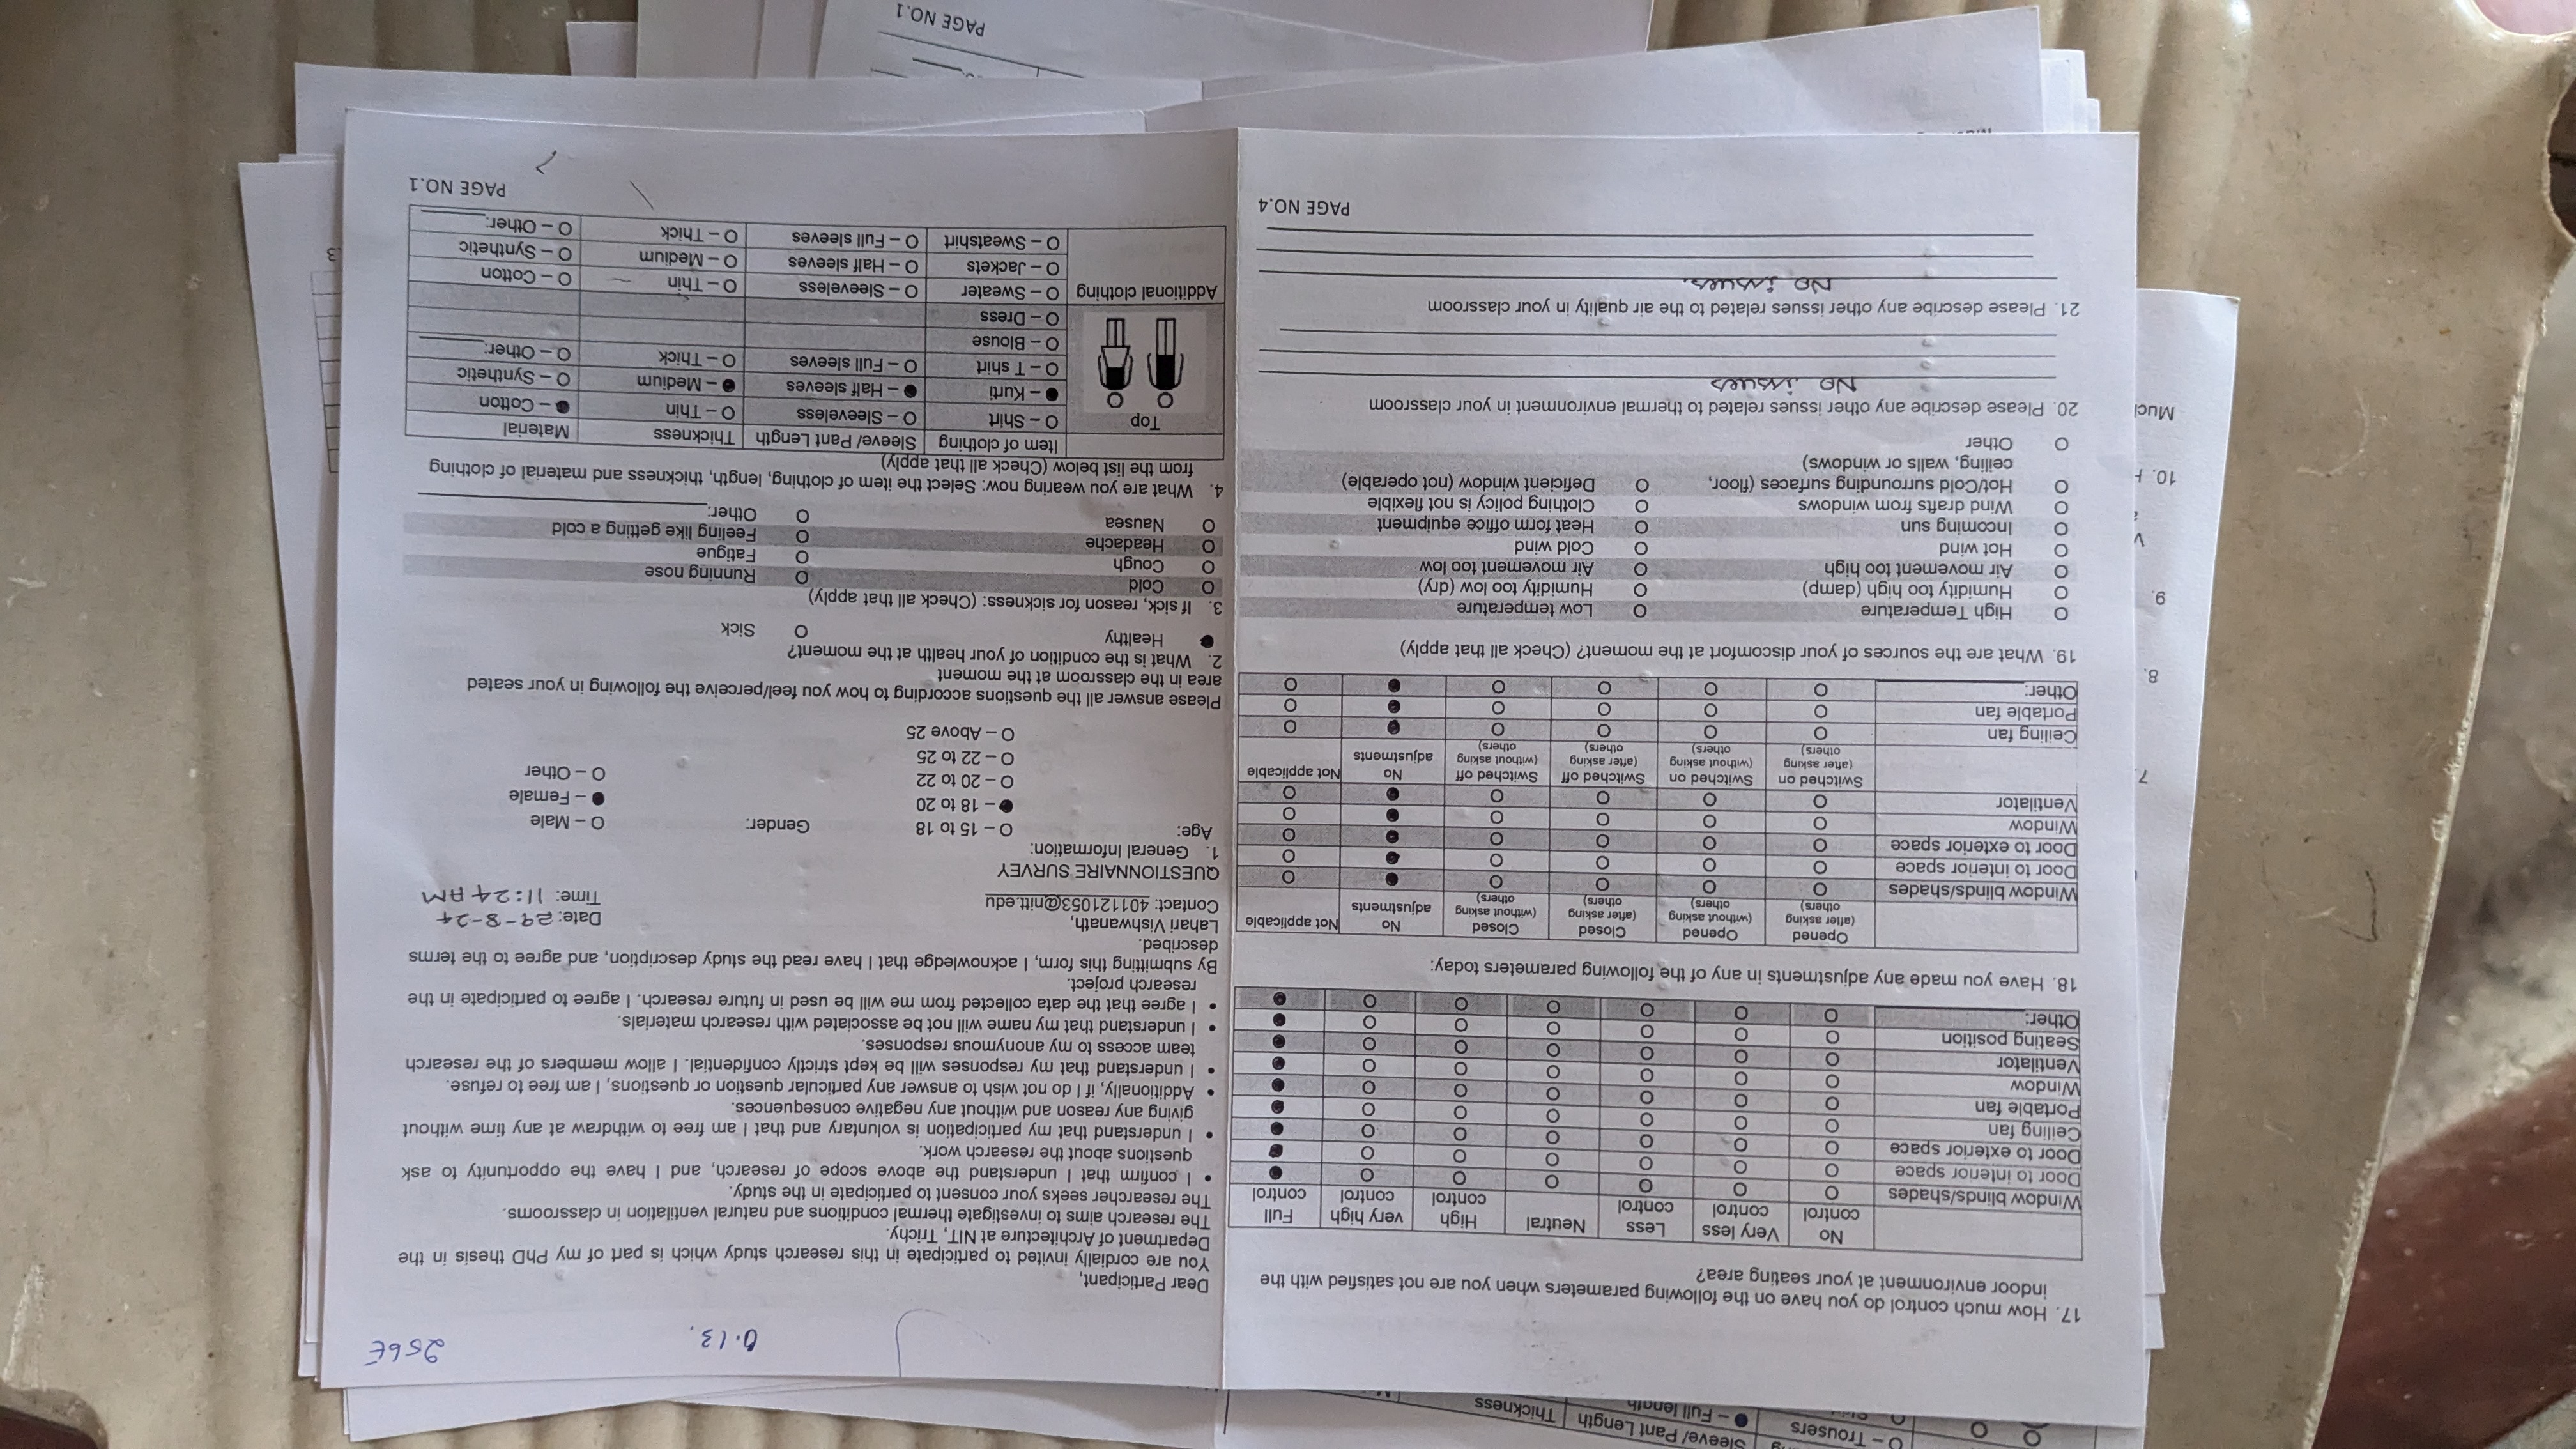 O – Trousers
Sleeve/ Pant Length
Thickness
– Full length
17. How much control do you have on the following parameters when you are not satisfied with the
indoor environment at your seating area?
No control Very less control Less control Neutral High control very high control Full control
Window blinds/shades O O O O O O ●
Door to interior space O O O O O O ●
Door to exterior space O O O O O O ●
Ceiling fan O O O O O O ●
Portable fan O O O O O O ●
Window O O O O O O ●
Ventilator O O O O O O ●
Seating position O O O O O O ●
Other:________ O O O O O O ●
18. Have you made any adjustments in any of the following parameters today:
Opened (after asking others) Opened (without asking others) Closed (after asking others) Closed (without asking others) No adjustments Not applicable
Window blinds/shades O O O O ● O
Door to interior space O O O O ● O
Door to exterior space O O O O ● O
Window O O O O ● O
Ventilator O O O O ● O
Switched on (after asking others) Switched on (without asking others) Switched off (after asking others) Switched off (without asking others) No adjustments Not applicable
Ceiling fan O O O O ● O
Portable fan O O O O ● O
Other:________ O O O O ● O
19. What are the sources of your discomfort at the moment? (Check all that apply)
O High Temperature O Low temperature
O Humidity too high (damp) O Humidity too low (dry)
O Air movement too high O Air movement too low
O Hot wind O Cold wind
O Incoming sun O Heat form office equipment
O Wind drafts from windows O Clothing policy is not flexible
O Hot/Cold surrounding surfaces (floor, O Deficient window (not operable)
ceiling, walls or windows)
O Other
20. Please describe any other issues related to thermal environment in your classroom
No issues
21. Please describe any other issues related to the air quality in your classroom
No issues.
PAGE NO.4
0.13.
256E
Dear Participant,
You are cordially invited to participate in this research study which is part of my PhD thesis in the
Department of Architecture at NIT, Trichy.
The research aims to investigate thermal conditions and natural ventilation in classrooms.
The researcher seeks your consent to participate in the study.
• I confirm that I understand the above scope of research, and I have the opportunity to ask
questions about the research work.
• I understand that my participation is voluntary and that I am free to withdraw at any time without
giving any reason and without any negative consequences.
• Additionally, if I do not wish to answer any particular question or questions, I am free to refuse.
• I understand that my responses will be kept strictly confidential. I allow members of the research
team access to my anonymous responses.
• I understand that my name will not be associated with research materials.
• I agree that the data collected from me will be used in future research. I agree to participate in the
research project.
By submitting this form, I acknowledge that I have read the study description, and agree to the terms
described.
Lahari Vishwanath,
Contact: 401121053@nitt.edu
Date: 29-8-24
Time: 11:24 AM
QUESTIONNAIRE SURVEY
1. General Information:
Age: O – 15 to 18 Gender: O – Male
● – 18 to 20 ● – Female
O – 20 to 22 O – Other
O – 22 to 25
O – Above 25
Please answer all the questions according to how you feel/perceive the following in your seated
area in the classroom at the moment
2. What is the condition of your health at the moment?
● Healthy O Sick
3. If sick, reason for sickness: (Check all that apply)
O Cold O Running nose
O Cough O Fatigue
O Headache O Feeling like getting a cold
O Nausea O Other:________
4. What are you wearing now: Select the item of clothing, length, thickness and material of clothing
from the list below (Check all that apply)
Item of clothing Sleeve/ Pant Length Thickness Material
Top O – Shirt O – Sleeveless O – Thin ● – Cotton
● – Kurti ● – Half sleeves ● – Medium O – Synthetic
O – T shirt O – Full sleeves O – Thick O – Other:______
O – Blouse
O – Dress
Additional clothing O – Sweater O – Sleeveless O – Thin O – Cotton
O – Jackets O – Half sleeves O – Medium O – Synthetic
O – Sweatshirt O – Full sleeves O – Thick O – Other:______
PAGE NO.1
7.
8.
9.
10.
PAGE NO.1